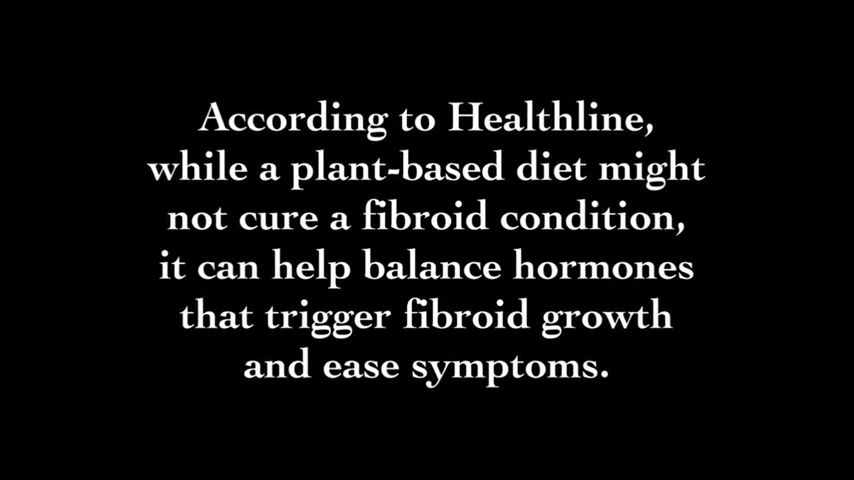 According to Healthline,
while a plant-based diet might
not cure a fibroid condition,
it can help balance hormones
that trigger fibroid growth
and ease symptoms.